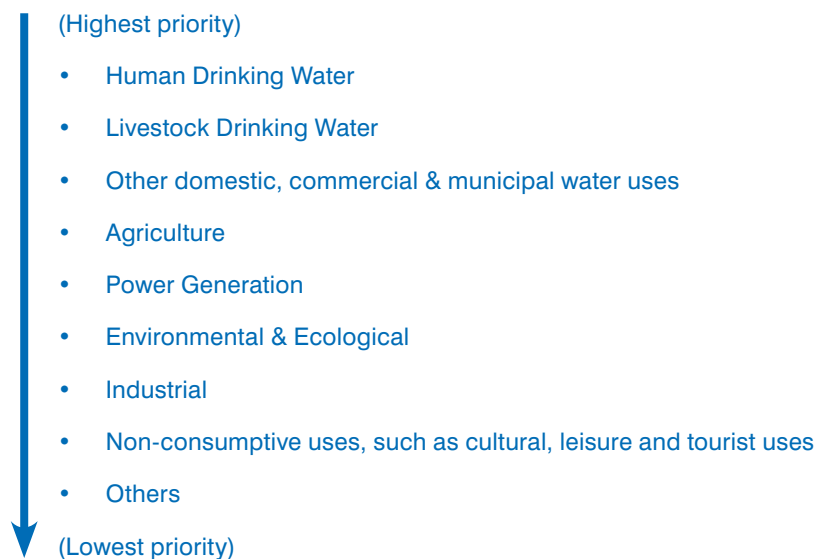 (Highest priority)
• Human Drinking Water
• Livestock Drinking Water
• Other domestic, commercial & municipal water uses
• Agriculture
• Power Generation
• Environmental & Ecological
• Industrial
• Non-consumptive uses, such as cultural, leisure and tourist uses
• Others
(Lowest priority)